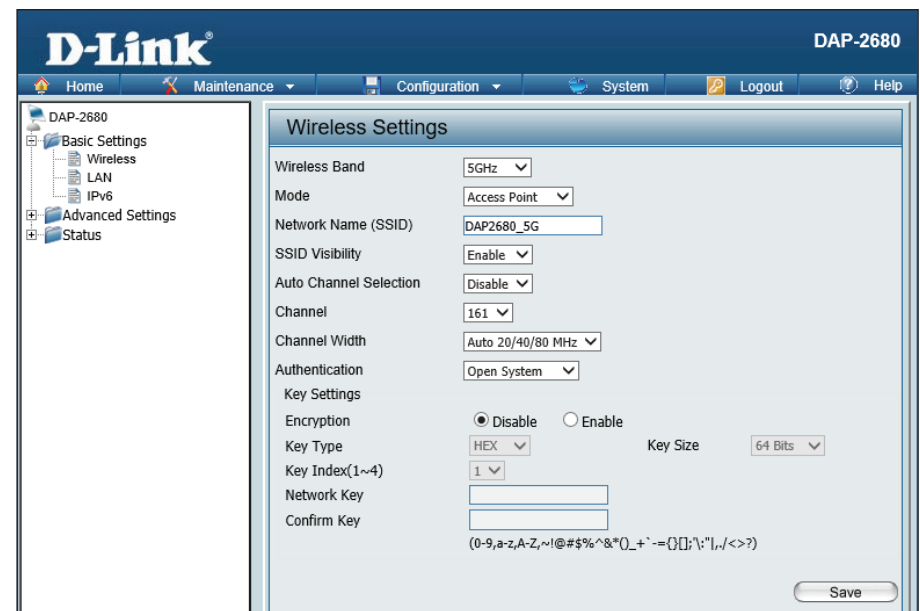 D-Link®
DAP-2680
Home Maintenance Configuration System Logout Help
DAP-2680
Basic Settings
Wireless
LAN
IPv6
Advanced Settings
Status
Wireless Settings
Wireless Band 5GHz
Mode Access Point
Network Name (SSID) DAP2680_5G
SSID Visibility Enable
Auto Channel Selection Disable
Channel 161
Channel Width Auto 20/40/80 MHz
Authentication Open System
Key Settings
Encryption Disable Enable
Key Type HEX Key Size 64 Bits
Key Index(1~4) 1
Network Key
Confirm Key
(0-9,a-z,A-Z,~!@#$%^&*()_+`-={}[];'\:"|,./<>?)
Save